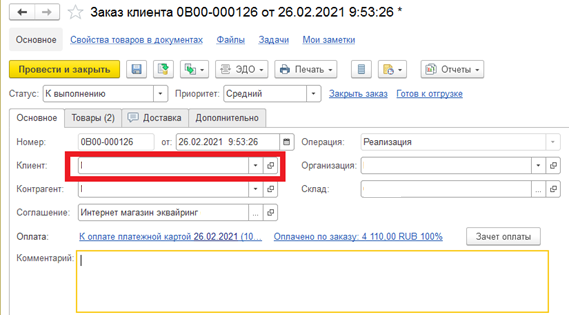 Заказ клиента 0В00-000126 от 26.02.2021 9:53:26 *
Основное Свойства товаров в документах Файлы Задачи Мои заметки
Провести и закрыть ЭДО Печать Отчеты
Статус: К выполнению Приоритет: Средний Закрыть заказ Готов к отгрузке
Основное Товары (2) Доставка Дополнительно
Номер: 0В00-000126 от: 26.02.2021 9:53:26 Операция: Реализация
Клиент: Организация:
Контрагент: Склад:
Соглашение: Интернет магазин эквайринг ...
Оплата: К оплате платежной картой 26.02.2021 (10... Оплачено по заказу: 4 110,00 RUB 100% Зачет оплаты
Комментарий: